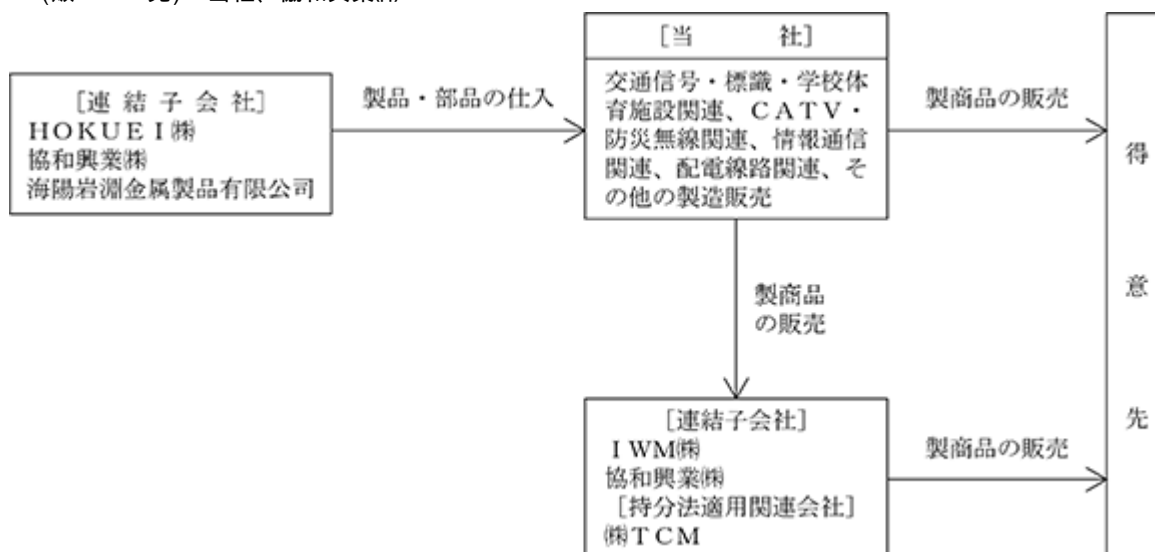 [当　　　社]
[連 結 子 会 社]
HOKUEI㈱
協和興業㈱
海陽岩淵金属製品有限公司
製品・部品の仕入
交通信号・標識・学校体
育施設関連、CATV・
防災無線関連、情報通信
関連、配電線路関連、そ
の他の製造販売
製商品の販売
得
意
先
製商品
の販売
[連結子会社]
IWM㈱
協和興業㈱
[持分法適用関連会社]
㈱TCM
製商品の販売